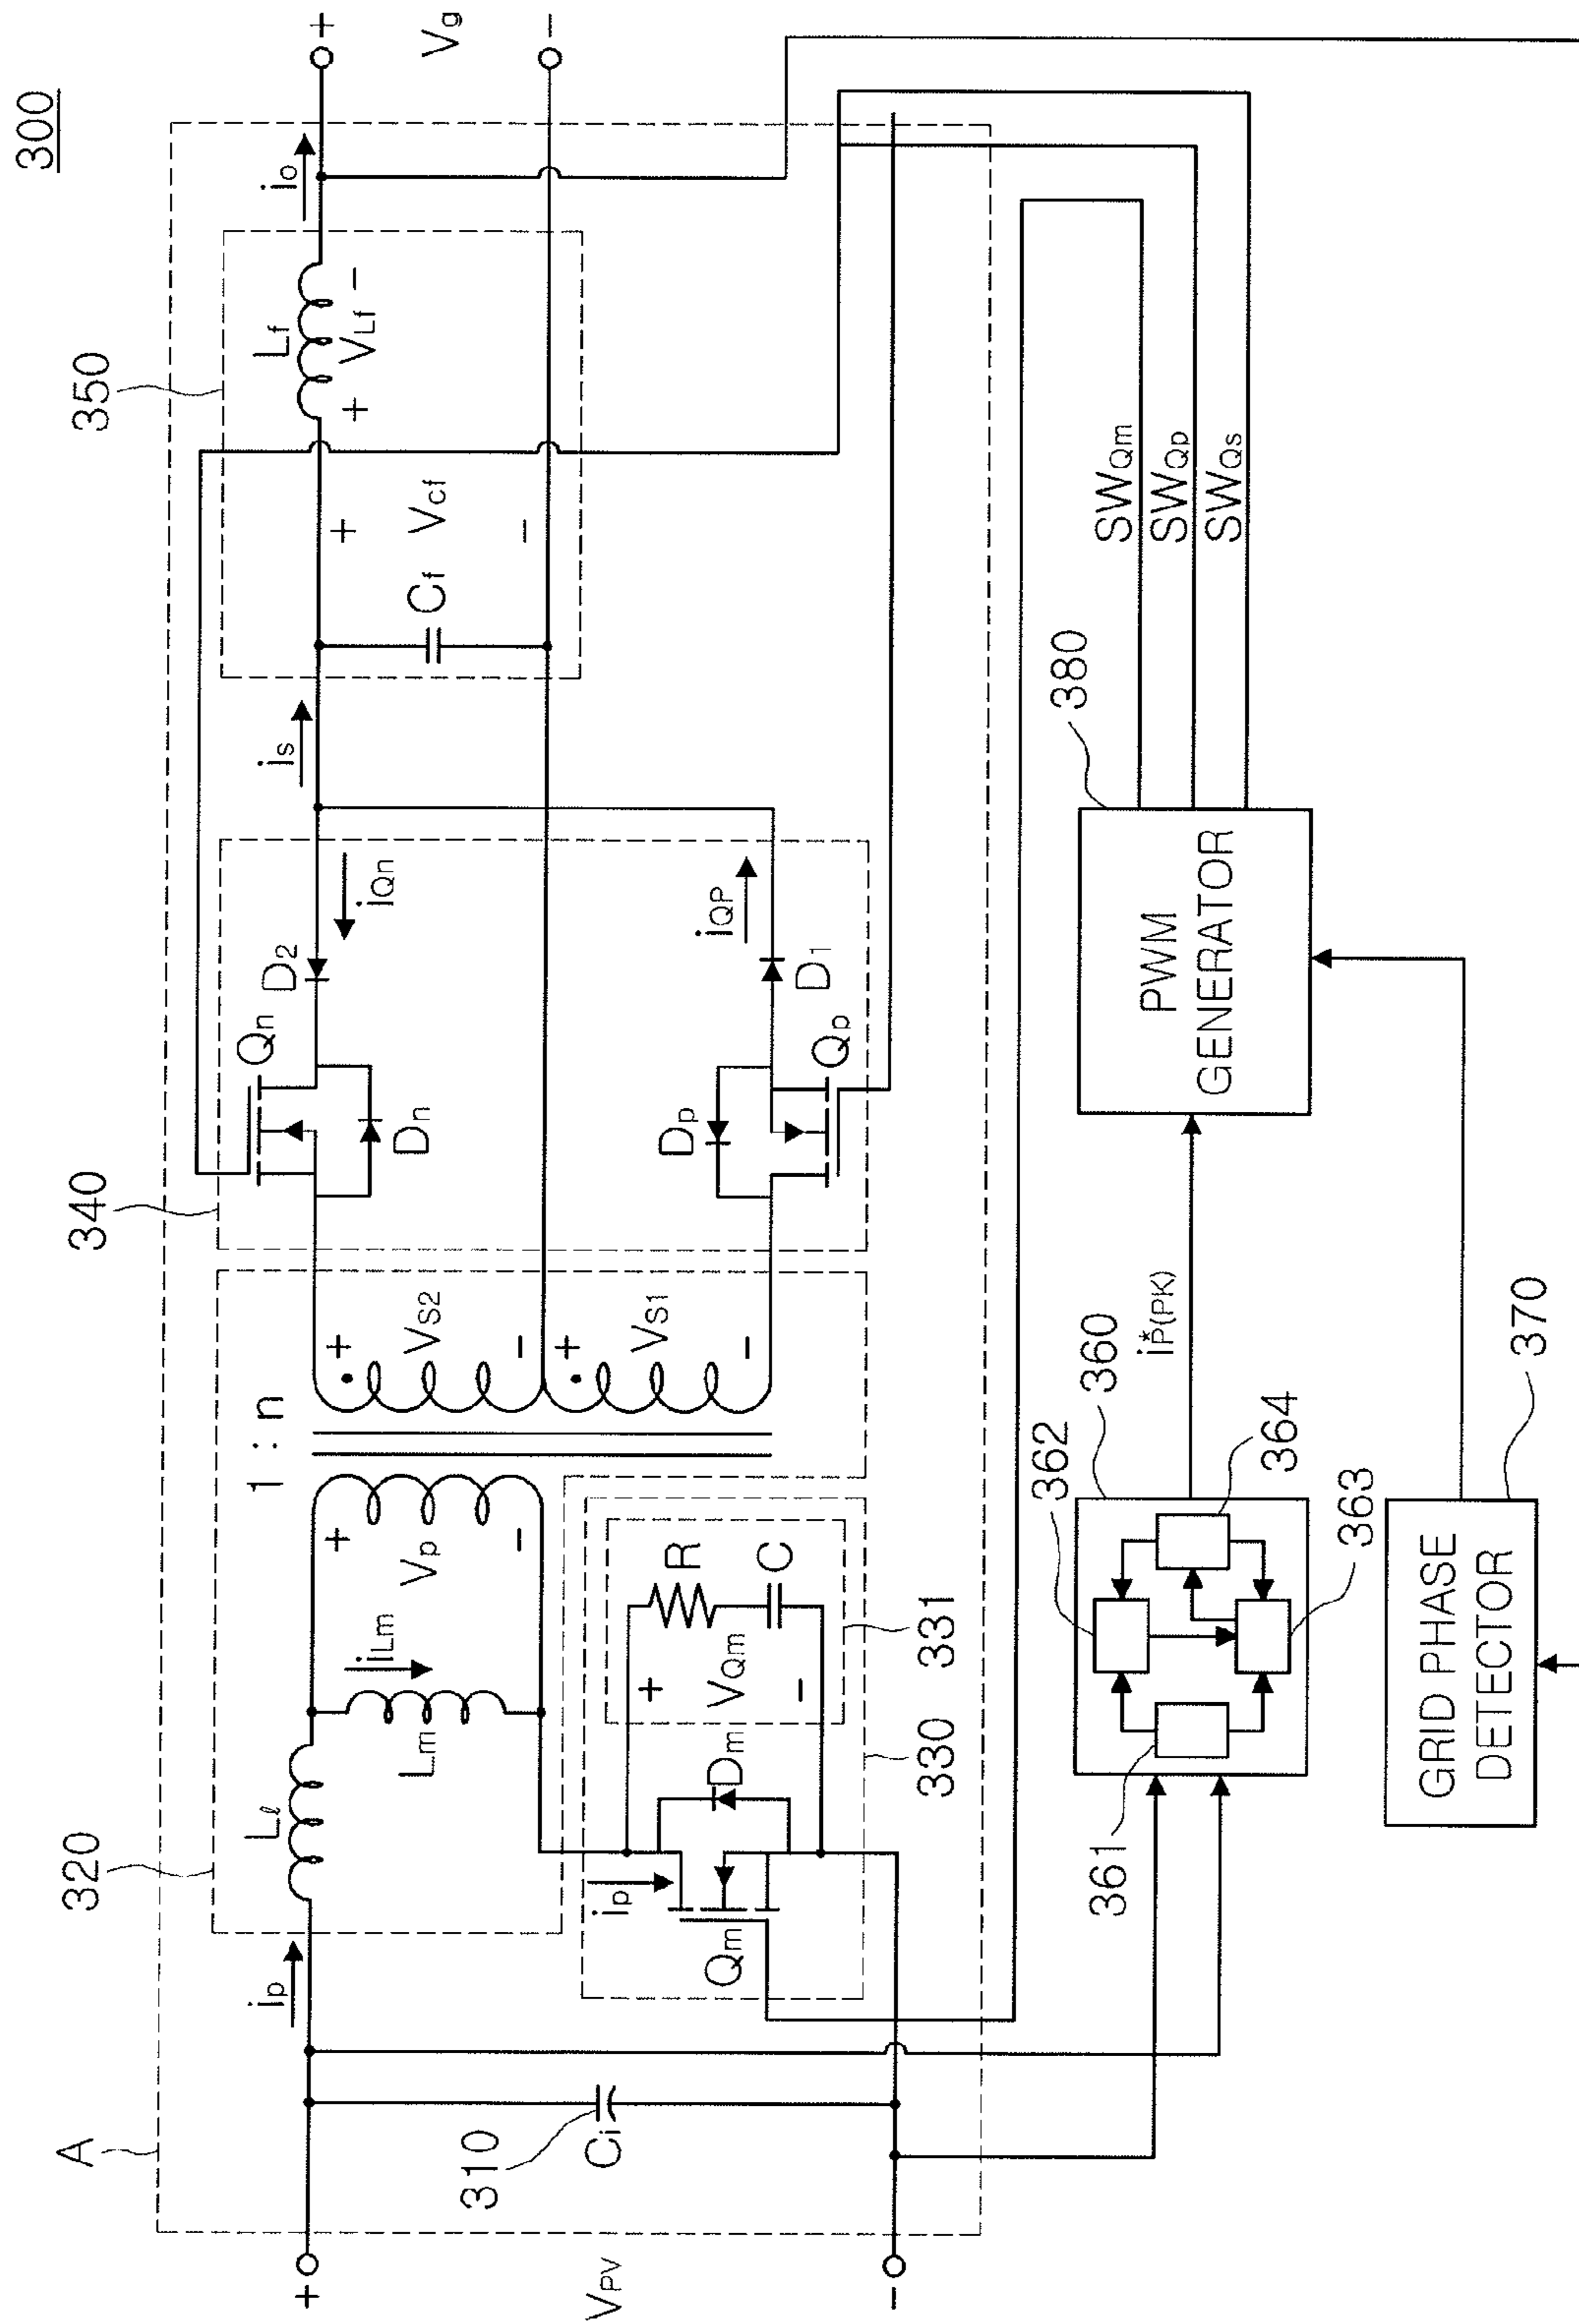 300
A
320
340
350
+
VPV
-
310
Ci
ip
Lℓ
Lm
iLm
+
Vp
-
1 : n
+
VS2
-
+
VS1
-
ip
Qm
Dm
+
VQm
-
R
C
331
330
Qn
Dn
D2
iQn
Dp
Qp
D1
iQP
is
Cf
+
Vcf
-
+
Lf
VLf
-
io
+
Vg
-
360
361
362
363
364
i*P(PK)
PWM
GENERATOR
380
SWQm
SWQp
SWQs
GRID PHASE
DETECTOR
370